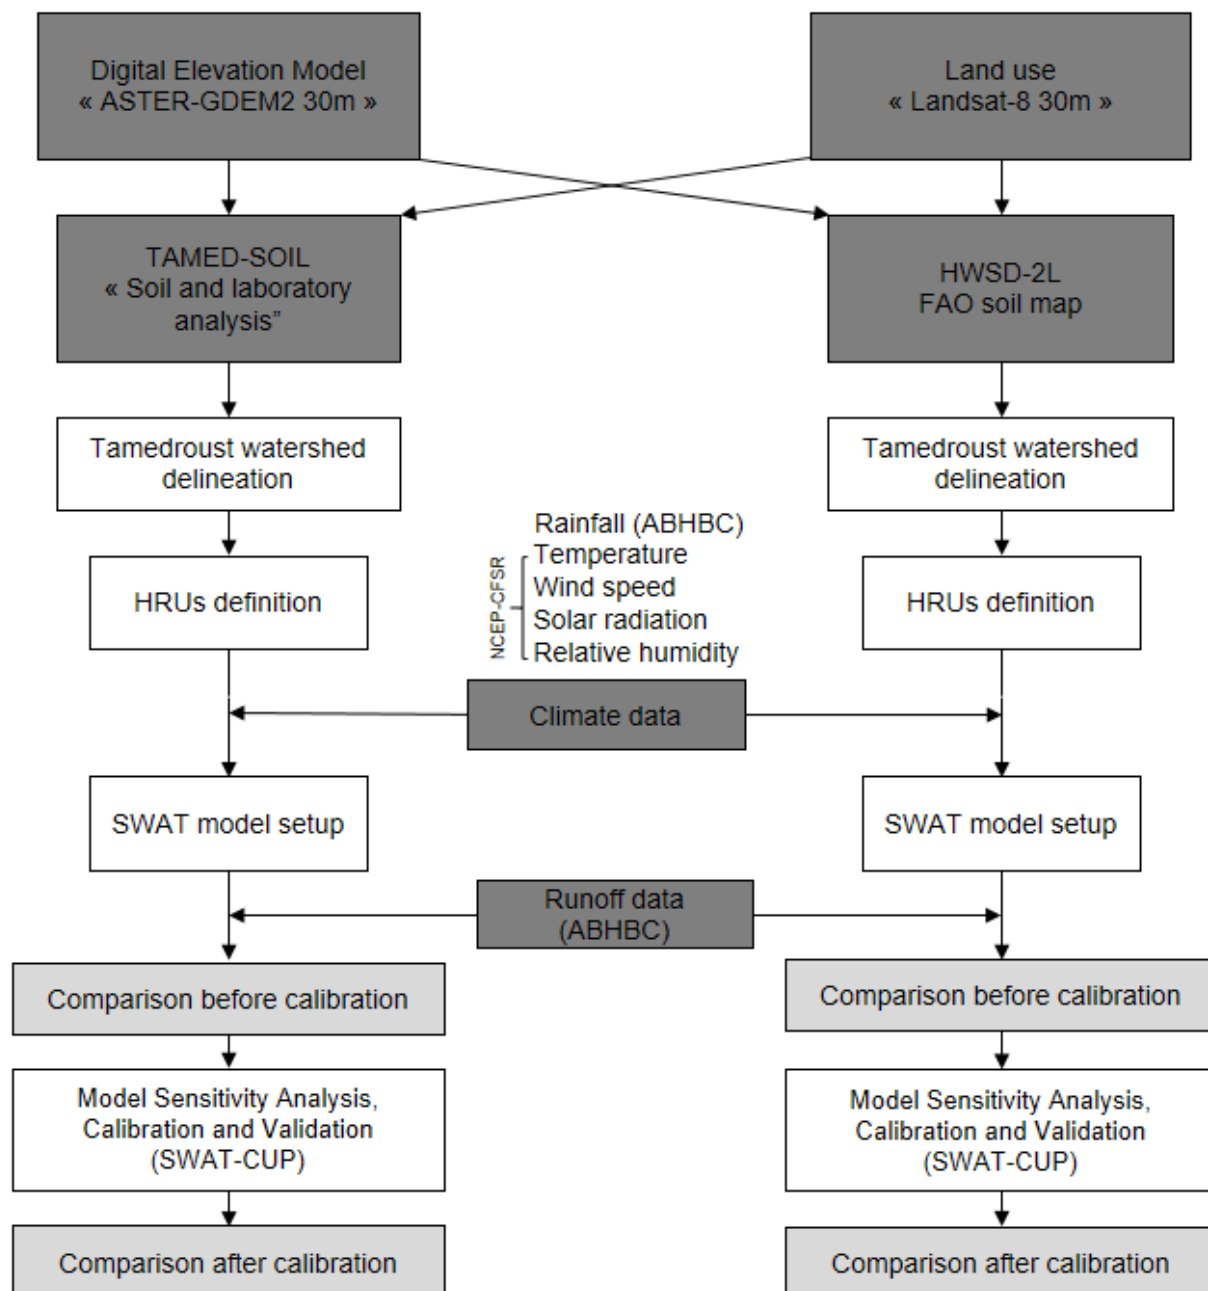 Digital Elevation Model
« ASTER-GDEM2 30m »
Land use
« Landsat-8 30m »
TAMED-SOIL
« Soil and laboratory
analysis”
HWSD-2L
FAO soil map
Tamedroust watershed
delineation
Tamedroust watershed
delineation
Rainfall (ABHBC)
NCEP-CFSR
Temperature
Wind speed
Solar radiation
Relative humidity
HRUs definition
HRUs definition
Climate data
SWAT model setup
SWAT model setup
Runoff data
(ABHBC)
Comparison before calibration
Comparison before calibration
Model Sensitivity Analysis,
Calibration and Validation
(SWAT-CUP)
Model Sensitivity Analysis,
Calibration and Validation
(SWAT-CUP)
Comparison after calibration
Comparison after calibration